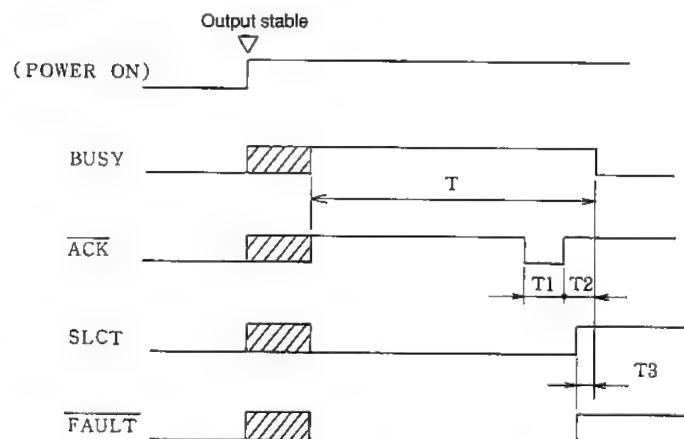 Output stable
(POWER ON)
BUSY
T
ACK
T1 T2
SLCT
T3
FAULT